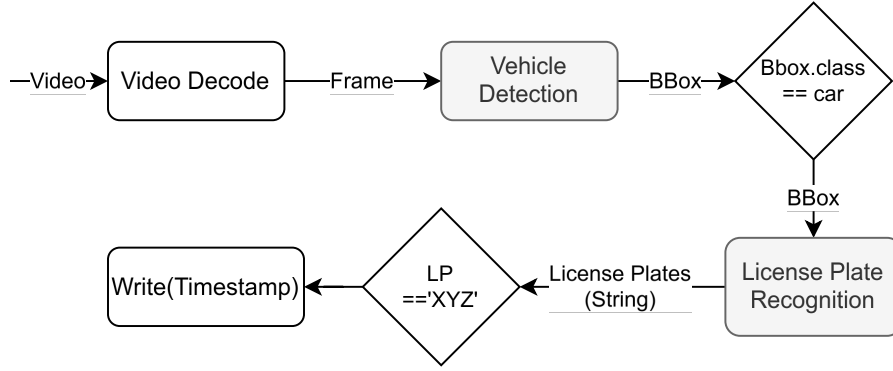 Video
Video Decode
Frame
Vehicle
Detection
BBox
Bbox.class
== car
BBox
License Plate
Recognition
License Plates
(String)
LP
=='XYZ'
Write(Timestamp)